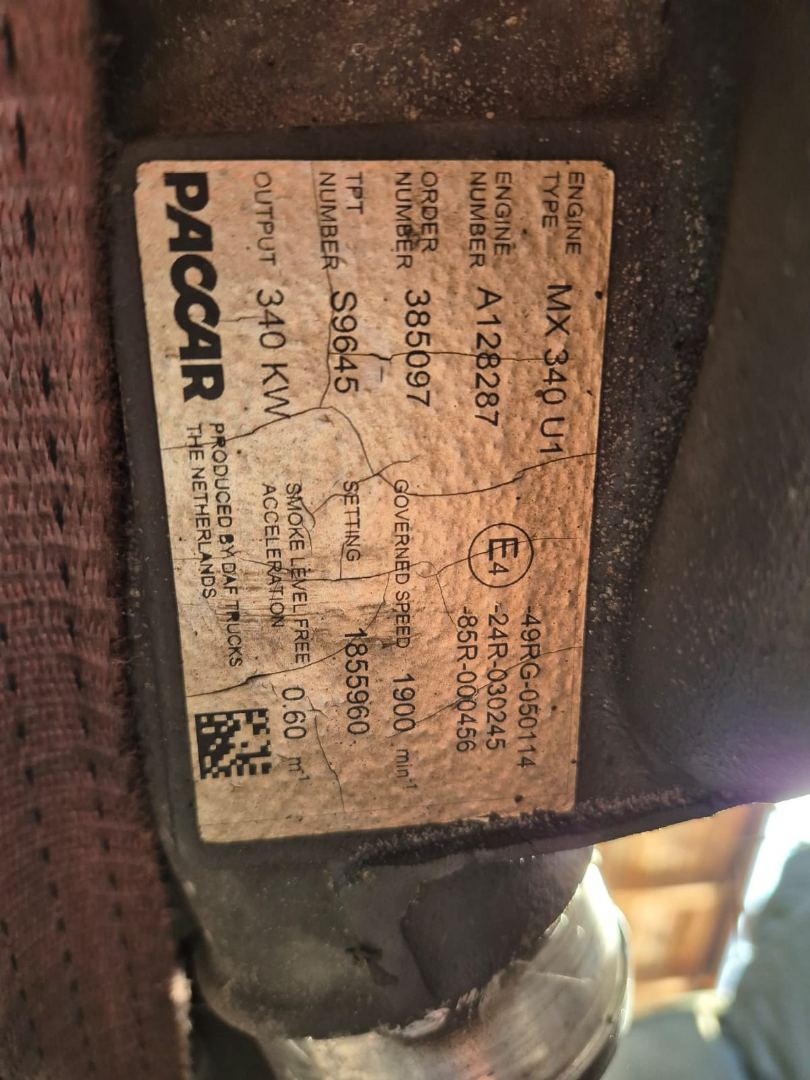 ENGINE TYPE MX 340 U1
ENGINE NUMBER A128287
ORDER NUMBER 385097
TPT NUMBER S9645
OUTPUT 340 KW
E4
-49RG-050114
-24R-030245
-85R-000456
GOVERNED SPEED 1900 min-1
SETTING 1855960
SMOKE LEVEL FREE ACCELERATION 0.60 m-1
PACCAR
PRODUCED BY DAF TRUCKS
THE NETHERLANDS